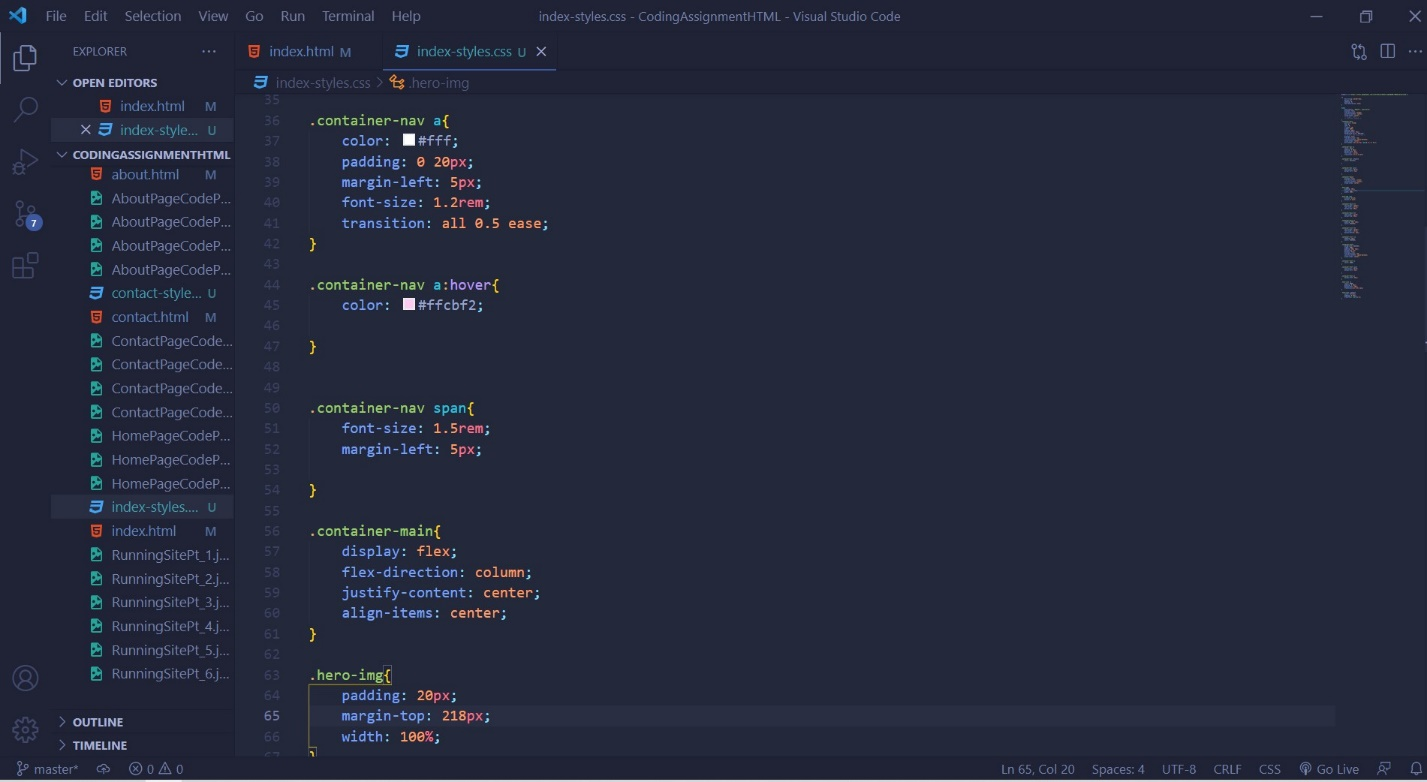 File Edit Selection View Go Run Terminal Help index-styles.css - CodingAssignmentHTML - Visual Studio Code
EXPLORER ...
index.html M index-styles.css U
OPEN EDITORS
index-styles.css > .hero-img
index.html M
index-style... U
CODINGASSIGNMENTHTML
about.html M
AboutPageCodeP...
AboutPageCodeP...
AboutPageCodeP...
AboutPageCodeP...
contact-style... U
contact.html M
ContactPageCode...
ContactPageCode...
ContactPageCode...
ContactPageCode...
HomePageCodeP...
HomePageCodeP...
HomePageCodeP...
index-styles.... U
index.html M
RunningSitePt_1.j...
RunningSitePt_2.j...
RunningSitePt_3.j...
RunningSitePt_4.j...
RunningSitePt_5.j...
RunningSitePt_6.j...
OUTLINE
TIMELINE
7
35
36 .container-nav a{
37 color: #fff;
38 padding: 0 20px;
39 margin-left: 5px;
40 font-size: 1.2rem;
41 transition: all 0.5 ease;
42 }
43
44 .container-nav a:hover{
45 color: #ffcbf2;
46
47 }
48
49
50 .container-nav span{
51 font-size: 1.5rem;
52 margin-left: 5px;
53
54 }
55
56 .container-main{
57 display: flex;
58 flex-direction: column;
59 justify-content: center;
60 align-items: center;
61 }
62
63 .hero-img{
64 padding: 20px;
65 margin-top: 218px;
66 width: 100%;
67 }
master* 0 0 Ln 65, Col 20 Spaces: 4 UTF-8 CRLF CSS Go Live